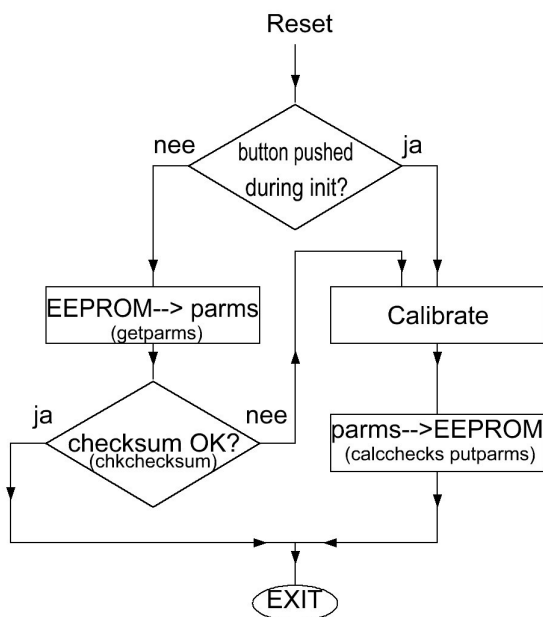 Reset
nee
ja
button pushed
during init?
EEPROM--> parms
(getparms)
Calibrate
ja
nee
checksum OK?
(chkchecksum)
parms-->EEPROM
(calcchecks putparms)
EXIT